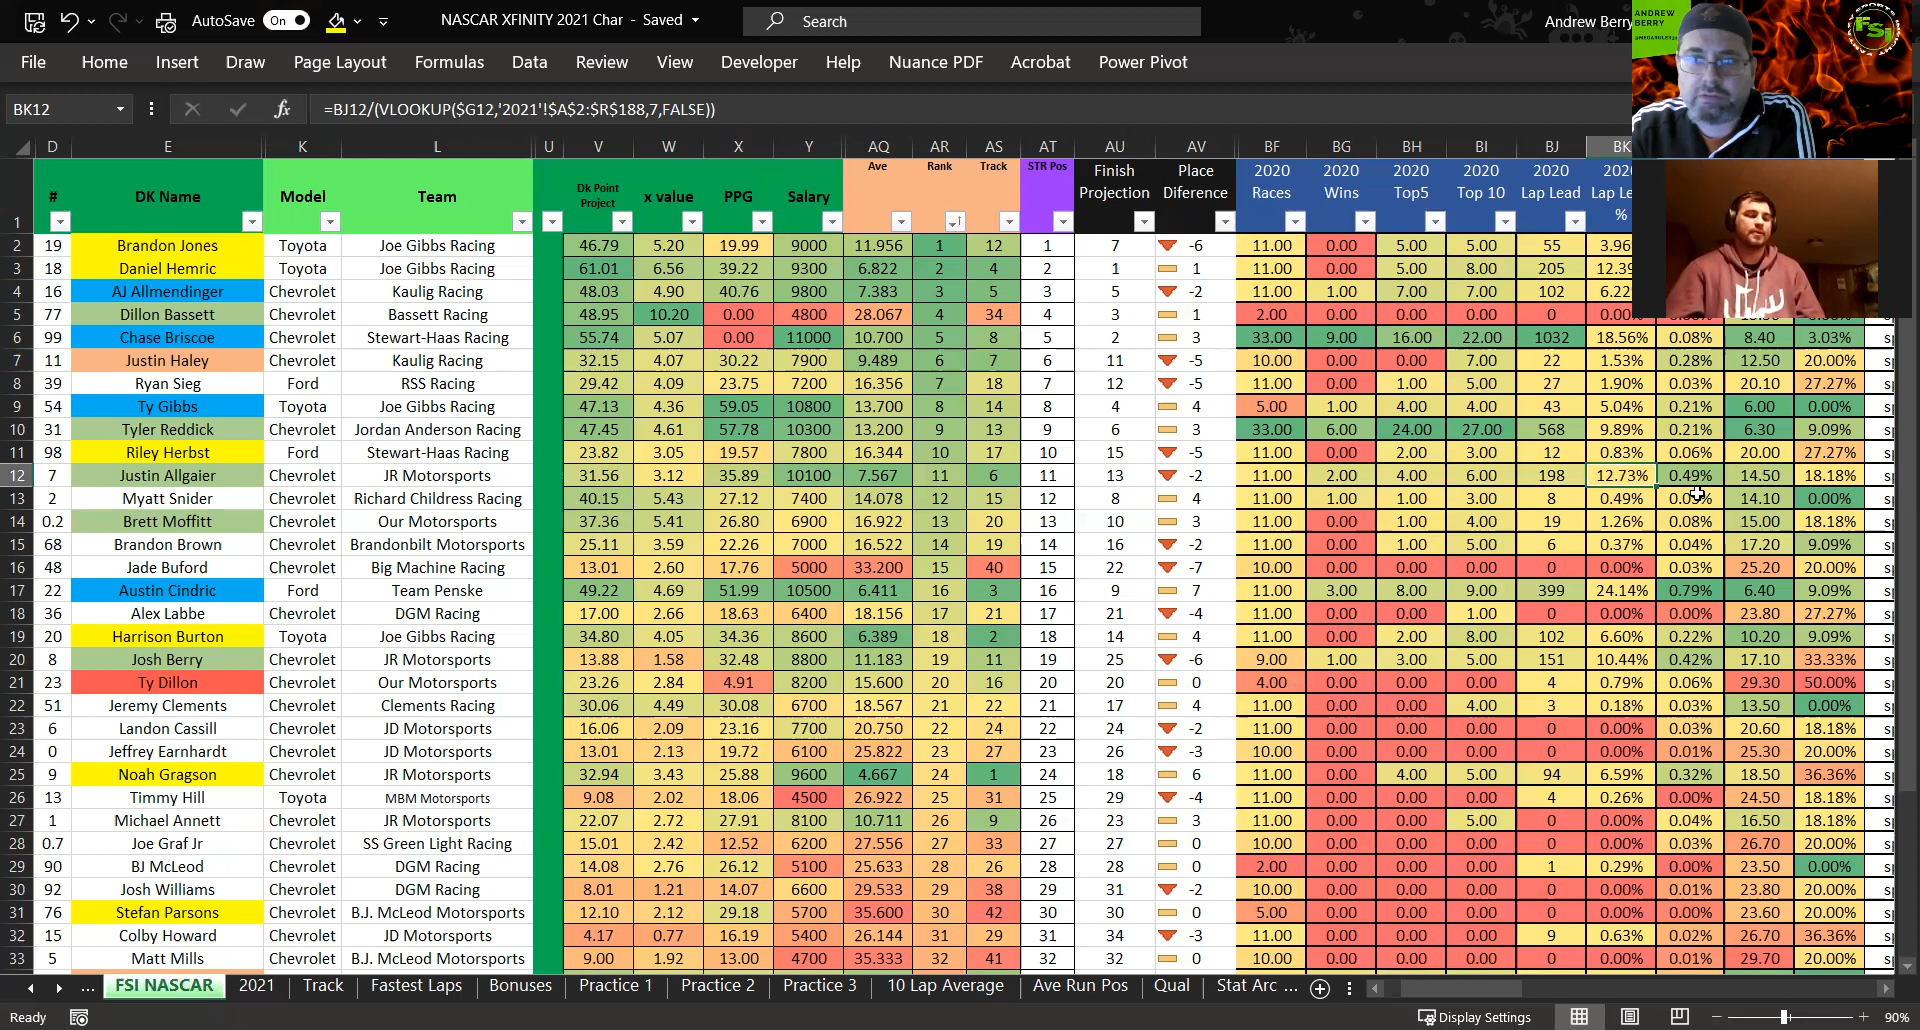 AutoSave On NASCAR XFINITY 2021 Char - Saved Search Andrew Berry
ANDREW BERRY
FSi
File Home Insert Draw Page Layout Formulas Data Review View Developer Help Nuance PDF Acrobat Power Pivot
BK12 fx =BJ12/(VLOOKUP($G12,'2021'!$A$2:$R$188,7,FALSE))
D E K L U V W X Y AQ AR AS AT AU AV BF BG BH BI BJ BK
1 # DK Name Model Team Dk Point Project x value PPG Salary Ave Rank Track STR Pos Finish Projection Place Diference 2020 Races 2020 Wins 2020 Top5 2020 Top 10 2020 Lap Lead
2 19 Brandon Jones Toyota Joe Gibbs Racing 46.79 5.20 19.99 9000 11.956 1 12 1 7 -6 11.00 0.00 5.00 5.00 55
3 18 Daniel Hemric Toyota Joe Gibbs Racing 61.01 6.56 39.22 9300 6.822 2 4 2 1 1 11.00 0.00 5.00 8.00 205
4 16 AJ Allmendinger Chevrolet Kaulig Racing 48.03 4.90 40.76 9800 7.383 3 5 3 5 -2 11.00 1.00 7.00 7.00 102
5 77 Dillon Bassett Chevrolet Bassett Racing 48.95 10.20 0.00 4800 28.067 4 34 4 3 1 2.00 0.00 0.00 0.00 0
6 99 Chase Briscoe Ford Stewart-Haas Racing 55.74 5.07 0.00 11000 10.700 5 8 5 2 3 33.00 9.00 16.00 22.00 1032 18.56% 0.08% 8.40 3.03%
7 11 Justin Haley Chevrolet Kaulig Racing 32.15 4.07 30.22 7900 9.489 6 7 6 11 -5 10.00 0.00 0.00 7.00 22 1.53% 0.28% 12.50 20.00%
8 39 Ryan Sieg Ford RSS Racing 29.42 4.09 23.75 7200 16.356 7 18 7 12 -5 11.00 0.00 1.00 5.00 27 1.90% 0.03% 20.10 27.27%
9 54 Ty Gibbs Toyota Joe Gibbs Racing 47.13 4.36 59.05 10800 13.700 8 14 8 4 4 5.00 1.00 4.00 4.00 43 5.04% 0.21% 6.00 0.00%
10 31 Tyler Reddick Chevrolet Jordan Anderson Racing 47.45 4.61 57.78 10300 13.200 9 13 9 6 3 33.00 6.00 24.00 27.00 568 9.89% 0.21% 6.30 9.09%
11 98 Riley Herbst Ford Stewart-Haas Racing 23.82 3.05 19.57 7800 16.344 10 17 10 15 -5 11.00 0.00 2.00 3.00 12 0.83% 0.06% 20.00 27.27%
12 7 Justin Allgaier Chevrolet JR Motorsports 31.56 3.12 35.89 10100 7.567 11 6 11 13 -2 11.00 2.00 4.00 6.00 198 12.73% 0.49% 14.50 18.18%
13 2 Myatt Snider Chevrolet Richard Childress Racing 40.15 5.43 27.12 7400 14.078 12 15 12 8 4 11.00 1.00 1.00 3.00 8 0.49% 14.10 0.00%
14 0.2 Brett Moffitt Chevrolet Our Motorsports 37.36 5.41 26.80 6900 16.922 13 20 13 10 3 11.00 0.00 1.00 4.00 19 1.26% 0.08% 15.00 18.18%
15 68 Brandon Brown Chevrolet Brandonbilt Motorsports 25.11 3.59 22.26 7000 16.522 14 19 14 16 -2 11.00 0.00 1.00 5.00 6 0.37% 0.04% 17.20 9.09%
16 48 Jade Buford Chevrolet Big Machine Racing 13.01 2.60 17.76 5000 33.200 15 40 15 22 -7 10.00 0.00 0.00 0.00 0 0.00% 0.03% 25.20 20.00%
17 22 Austin Cindric Ford Team Penske 49.22 4.69 51.99 10500 6.411 16 3 16 9 7 11.00 3.00 8.00 9.00 399 24.14% 0.79% 6.40 9.09%
18 36 Alex Labbe Chevrolet DGM Racing 17.00 2.66 18.63 6400 18.156 17 21 17 21 -4 11.00 0.00 0.00 1.00 0 0.00% 0.00% 23.80 27.27%
19 20 Harrison Burton Toyota Joe Gibbs Racing 34.80 4.05 34.36 8600 6.389 18 2 18 14 4 11.00 0.00 2.00 8.00 102 6.60% 0.22% 10.20 9.09%
20 8 Josh Berry Chevrolet JR Motorsports 13.88 1.58 32.48 8800 11.183 19 11 19 25 -6 9.00 1.00 3.00 5.00 151 10.44% 0.42% 17.10 33.33%
21 23 Ty Dillon Chevrolet Our Motorsports 23.26 2.84 4.91 8200 15.600 20 16 20 20 0 4.00 0.00 0.00 0.00 4 0.79% 0.06% 29.30 50.00%
22 51 Jeremy Clements Chevrolet Clements Racing 30.06 4.49 30.08 6700 18.567 21 22 21 17 4 11.00 0.00 0.00 4.00 3 0.18% 0.03% 13.50 0.00%
23 6 Landon Cassill Chevrolet JD Motorsports 16.06 2.09 23.16 7700 20.750 22 24 22 24 -2 11.00 0.00 0.00 0.00 0 0.00% 0.03% 20.60 18.18%
24 0 Jeffrey Earnhardt Chevrolet JD Motorsports 13.01 2.13 19.72 6100 25.822 23 27 23 26 -3 10.00 0.00 0.00 0.00 0 0.00% 0.01% 25.30 20.00%
25 9 Noah Gragson Chevrolet JR Motorsports 32.94 3.43 25.88 9600 4.667 24 1 24 18 6 11.00 0.00 4.00 5.00 94 6.59% 0.32% 18.50 36.36%
26 13 Timmy Hill Toyota MBM Motorsports 9.08 2.02 18.06 4500 26.922 25 31 25 29 -4 11.00 0.00 0.00 0.00 4 0.26% 0.00% 24.50 18.18%
27 1 Michael Annett Chevrolet JR Motorsports 22.07 2.72 27.91 8100 10.711 26 9 26 23 3 11.00 0.00 0.00 5.00 0 0.00% 0.04% 16.50 18.18%
28 0.7 Joe Graf Jr Chevrolet SS Green Light Racing 15.01 2.42 12.52 6200 27.556 27 33 27 27 0 10.00 0.00 0.00 0.00 0 0.00% 0.03% 26.70 20.00%
29 90 BJ McLeod Chevrolet DGM Racing 14.08 2.76 26.12 5100 25.633 28 26 28 28 0 2.00 0.00 0.00 0.00 1 0.29% 0.00% 23.50 0.00%
30 92 Josh Williams Chevrolet DGM Racing 8.01 1.21 14.07 6600 29.533 29 38 29 31 -2 10.00 0.00 0.00 0.00 0 0.00% 0.01% 23.80 20.00%
31 76 Stefan Parsons Chevrolet B.J. McLeod Motorsports 12.10 2.12 29.18 5700 35.600 30 42 30 30 0 5.00 0.00 0.00 0.00 0 0.00% 0.00% 23.60 20.00%
32 15 Colby Howard Chevrolet JD Motorsports 4.17 0.77 16.19 5400 26.144 31 29 31 34 -3 11.00 0.00 0.00 0.00 9 0.63% 0.02% 26.70 36.36%
33 5 Matt Mills Chevrolet B.J. McLeod Motorsports 9.00 1.92 13.00 4700 35.333 32 41 32 32 0 10.00 0.00 0.00 0.00 0 0.00% 0.01% 29.70 20.00%
... FSI NASCAR 2021 Track Fastest Laps Bonuses Practice 1 Practice 2 Practice 3 10 Lap Average Ave Run Pos Qual Stat Arc ...
Ready Display Settings 90%